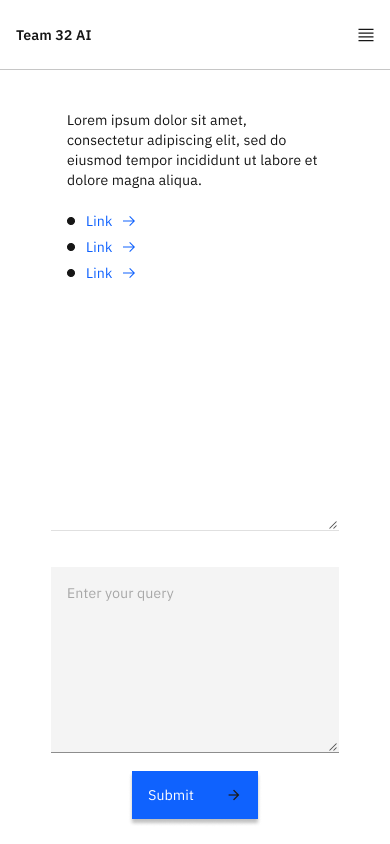 Team 32 AI
Lorem ipsum dolor sit amet,
consectetur adipiscing elit, sed do
eiusmod tempor incididunt ut labore et
dolore magna aliqua.
Link
Link
Link
Enter your query
Submit